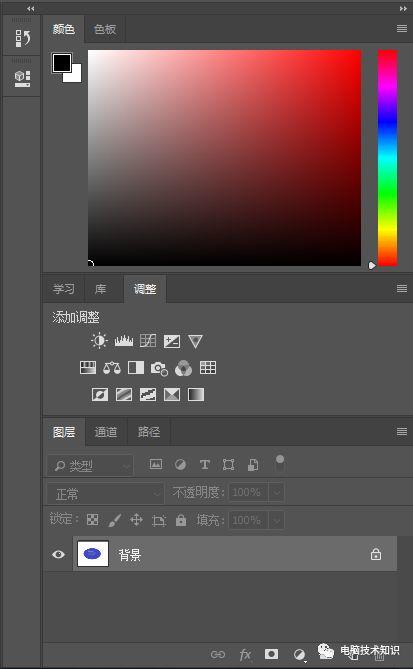 颜色 色板
学习 库 调整
添加调整
图层 通道 路径
类型
正常 不透明度: 100%
锁定: 填充: 100%
背景
fx 电脑技术知识